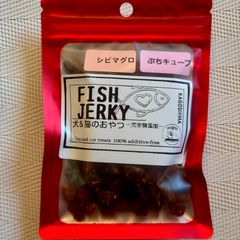 シビマグロ
ぷちキューブ
FISH
JERKY
KAGOSHIMA
犬&猫のおやつ ―完全無添加―
Dog and cat treats 100% additive-free